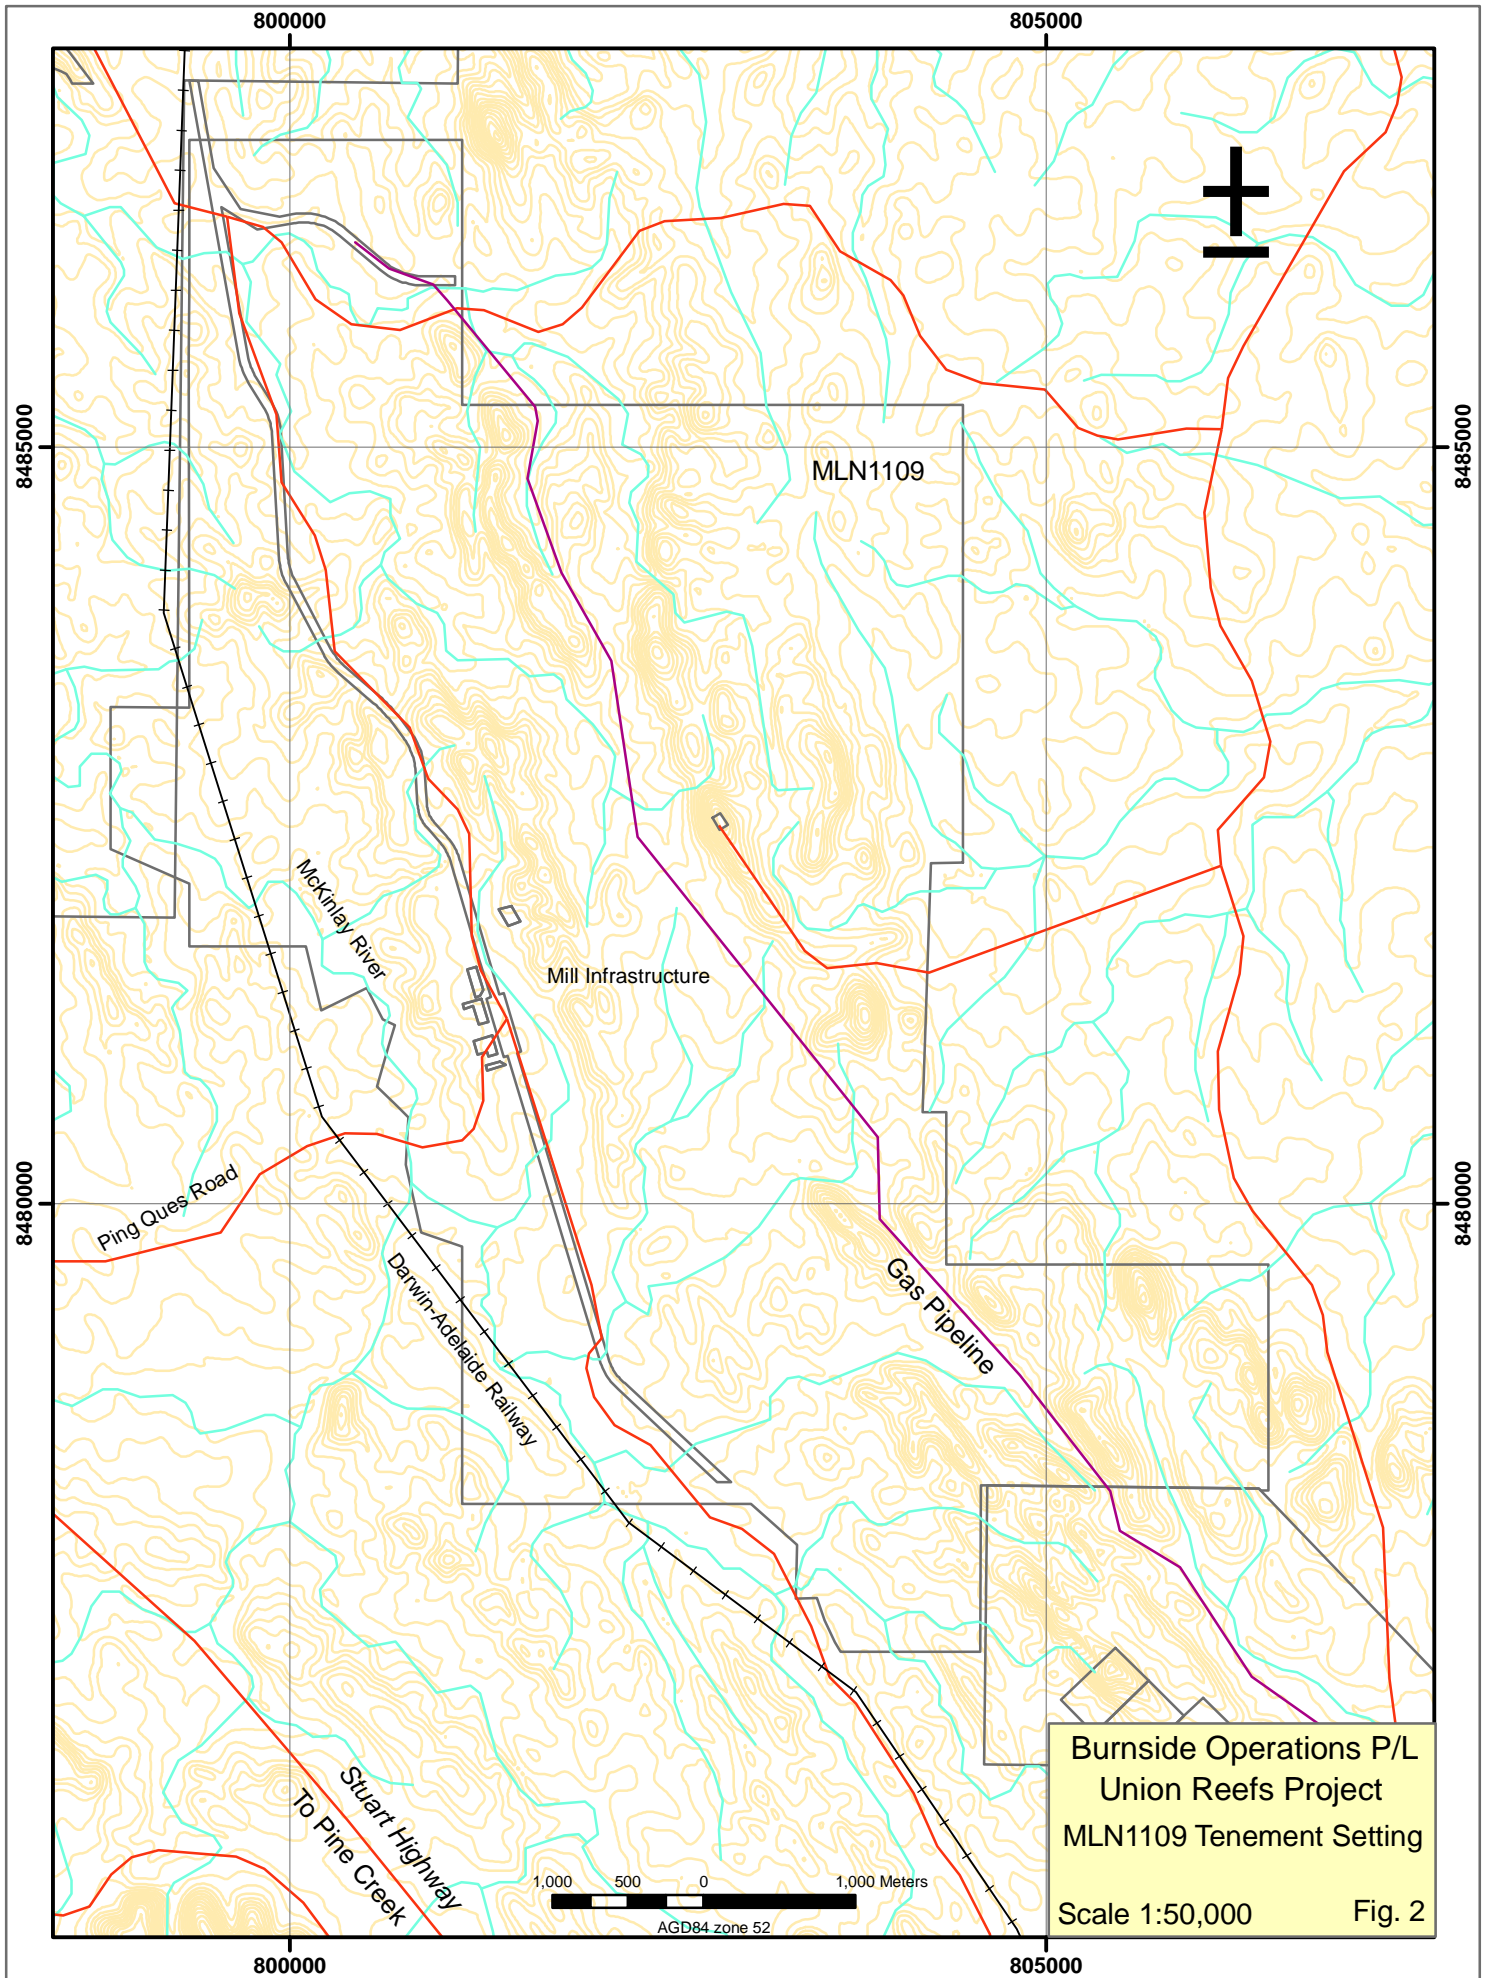 800000
805000
8485000
8485000
MLN1109
McKinlay River
Mill Infrastructure
8480000
8480000
Ping Ques Road
Darwin-Adelaide Railway
Gas Pipeline
Stuart Highway
To Pine Creek
1,000 500 0 1,000 Meters
AGD84 zone 52
Burnside Operations P/L
Union Reefs Project
MLN1109 Tenement Setting
Scale 1:50,000 Fig. 2
800000
805000